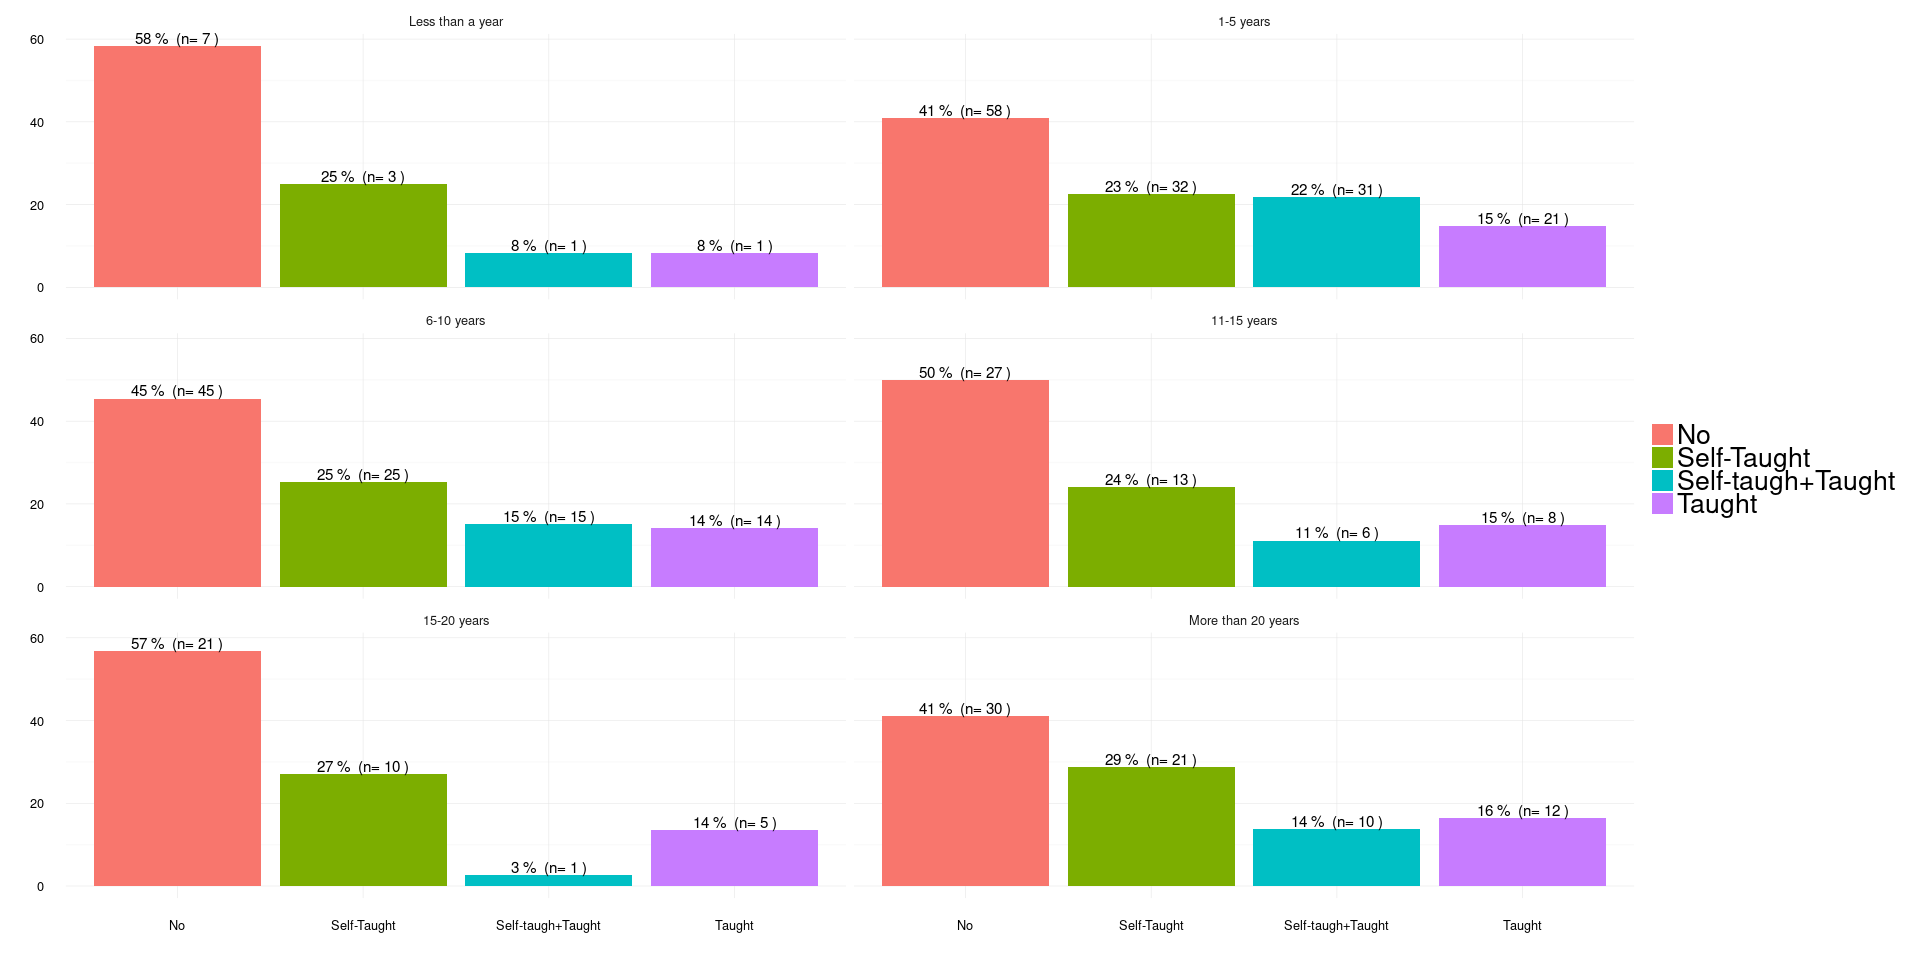 Less than a year
1-5 years
60
40
20
0
58 % (n= 7 )
25 % (n= 3 )
8 % (n= 1 )
8 % (n= 1 )
41 % (n= 58 )
23 % (n= 32 )
22 % (n= 31 )
15 % (n= 21 )
6-10 years
11-15 years
60
40
20
0
45 % (n= 45 )
25 % (n= 25 )
15 % (n= 15 )
14 % (n= 14 )
50 % (n= 27 )
24 % (n= 13 )
11 % (n= 6 )
15 % (n= 8 )
15-20 years
More than 20 years
60
40
20
0
57 % (n= 21 )
27 % (n= 10 )
3 % (n= 1 )
14 % (n= 5 )
41 % (n= 30 )
29 % (n= 21 )
14 % (n= 10 )
16 % (n= 12 )
No
Self-Taught
Self-taugh+Taught
Taught
No
Self-Taught
Self-taugh+Taught
Taught
No
Self-Taught
Self-taugh+Taught
Taught